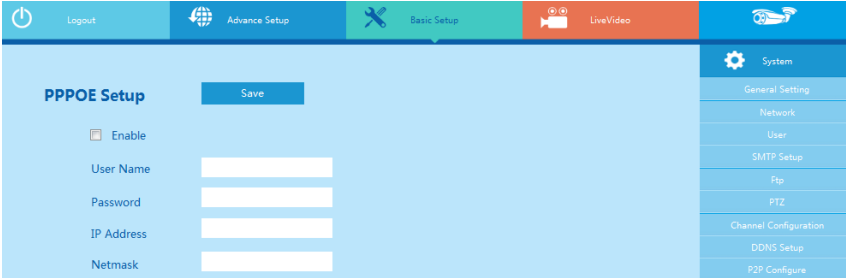 Logout
Advance Setup
Basic Setup
LiveVideo
System
PPPOE Setup
Save
Enable
User Name
Password
IP Address
Netmask
General Setting
Network
User
SMTP Setup
Ftp
PTZ
Channel Configuration
DDNS Setup
P2P Configure